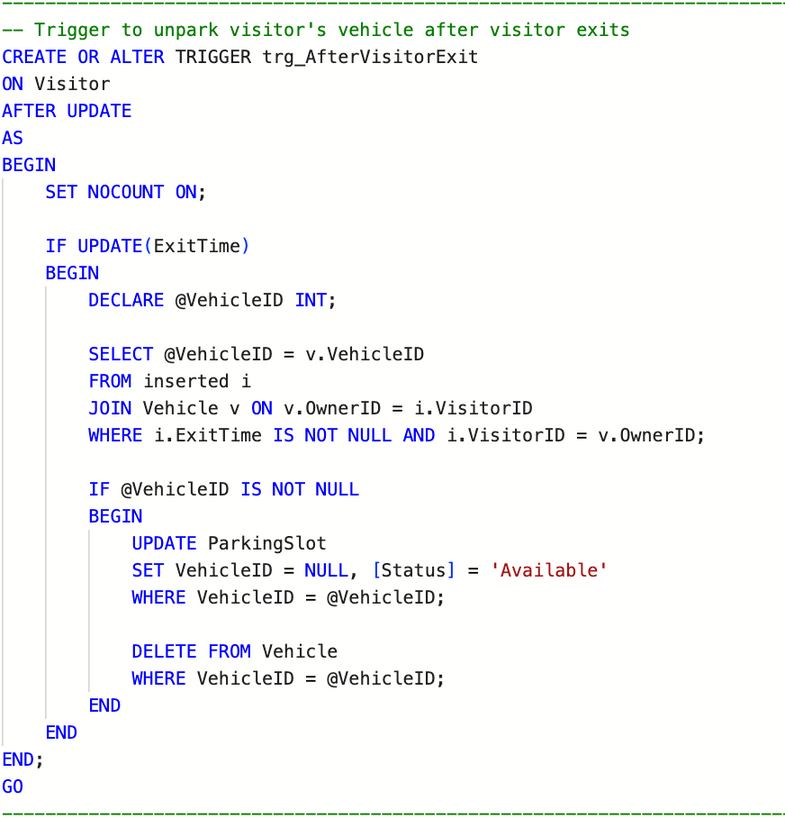 -- Trigger to unpark visitor's vehicle after visitor exits
CREATE OR ALTER TRIGGER trg_AfterVisitorExit
ON Visitor
AFTER UPDATE
AS
BEGIN
    SET NOCOUNT ON;

    IF UPDATE(ExitTime)
    BEGIN
        DECLARE @VehicleID INT;

        SELECT @VehicleID = v.VehicleID
        FROM inserted i
        JOIN Vehicle v ON v.OwnerID = i.VisitorID
        WHERE i.ExitTime IS NOT NULL AND i.VisitorID = v.OwnerID;

        IF @VehicleID IS NOT NULL
        BEGIN
            UPDATE ParkingSlot
            SET VehicleID = NULL, [Status] = 'Available'
            WHERE VehicleID = @VehicleID;

            DELETE FROM Vehicle
            WHERE VehicleID = @VehicleID;
        END
    END
END;
GO